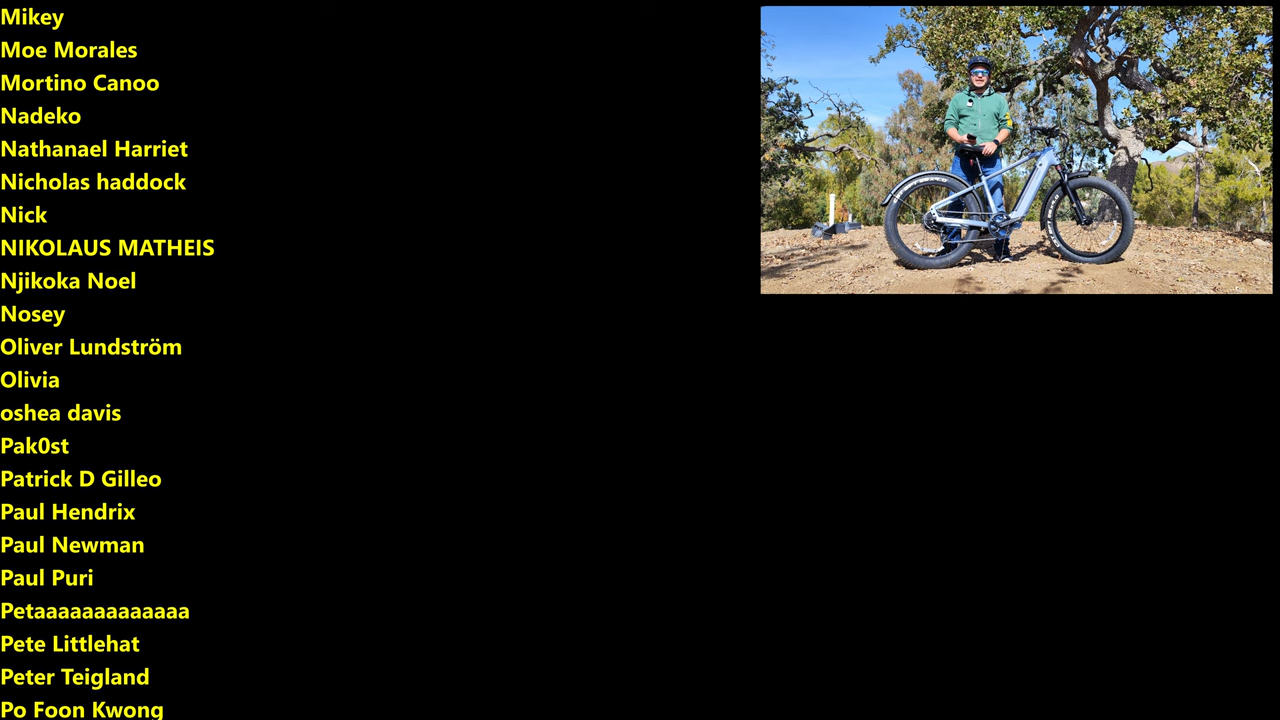 Mikey
Moe Morales
Mortino Canoo
Nadeko
Nathanael Harriet
Nicholas haddock
Nick
NIKOLAUS MATHEIS
Njikoka Noel
Nosey
Oliver Lundström
Olivia
oshea davis
Pak0st
Patrick D Gilleo
Paul Hendrix
Paul Newman
Paul Puri
Petaaaaaaaaaaaaa
Pete Littlehat
Peter Teigland
Po Foon Kwong